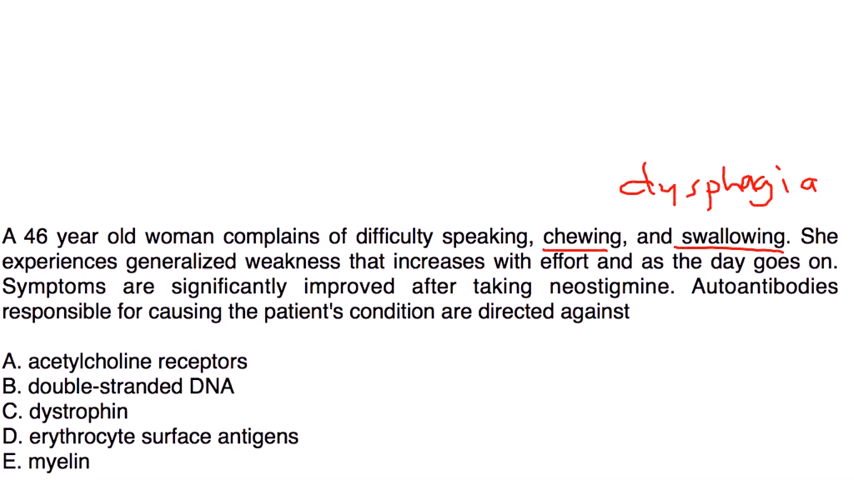 dysphagia
A 46 year old woman complains of difficulty speaking, chewing, and swallowing. She
experiences generalized weakness that increases with effort and as the day goes on.
Symptoms are significantly improved after taking neostigmine. Autoantibodies
responsible for causing the patient's condition are directed against
A. acetylcholine receptors
B. double-stranded DNA
C. dystrophin
D. erythrocyte surface antigens
E. myelin